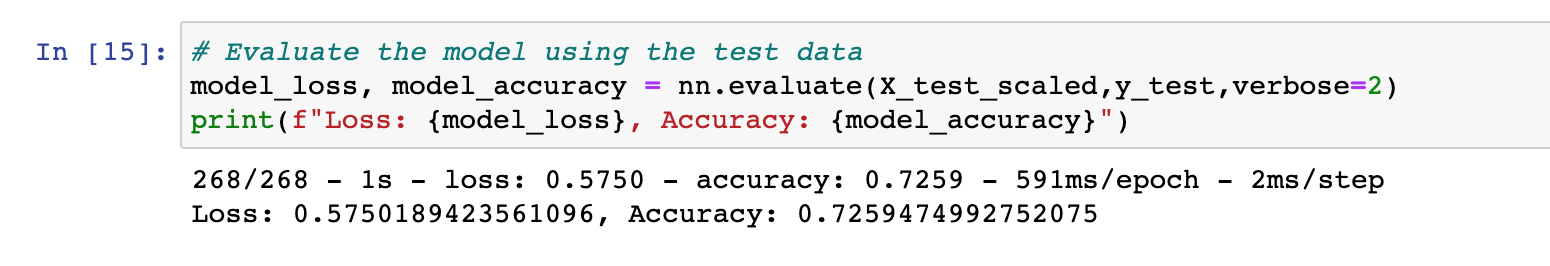 In [15]: # Evaluate the model using the test data
model_loss, model_accuracy = nn.evaluate(X_test_scaled,y_test,verbose=2)
print(f"Loss: {model_loss}, Accuracy: {model_accuracy}")
268/268 - 1s - loss: 0.5750 - accuracy: 0.7259 - 591ms/epoch - 2ms/step
Loss: 0.5750189423561096, Accuracy: 0.7259474992752075